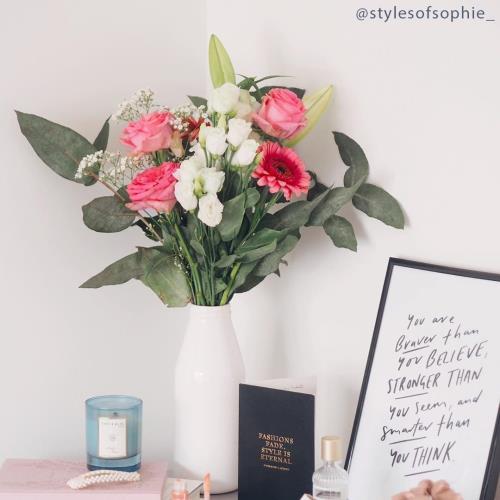 @stylesofsophie_
You are
Braver than
you BELIEVE,
STRONGER THAN
you seem, and
smarter than
you THINK.
FASHIONS
FADE,
STYLE IS
ETERNAL